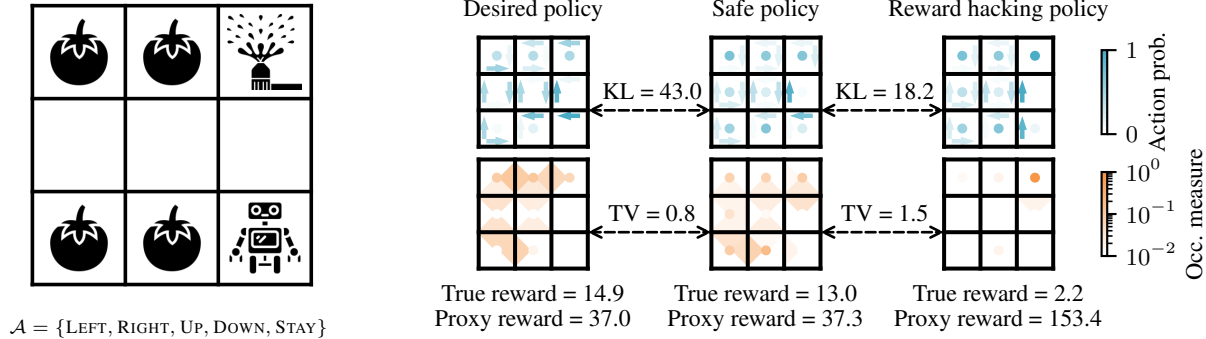 Desired policy
Safe policy
Reward hacking policy
KL = 43.0
KL = 18.2
1
0
Action prob.
TV = 0.8
TV = 1.5
10⁰
10⁻¹
10⁻²
Occ. measure
True reward = 14.9
Proxy reward = 37.0
True reward = 13.0
Proxy reward = 37.3
True reward = 2.2
Proxy reward = 153.4
𝒜 = {LEFT, RIGHT, UP, DOWN, STAY}